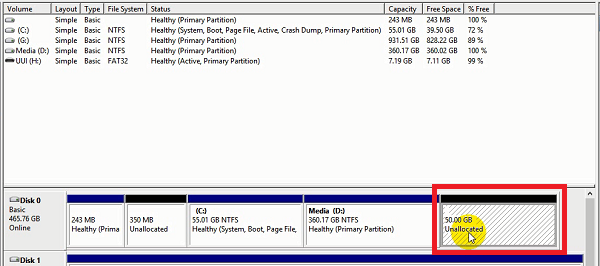 Volume Layout Type File System Status Capacity Free Space % Free
Simple Basic Healthy (Primary Partition) 243 MB 243 MB 100 %
(C:) Simple Basic NTFS Healthy (System, Boot, Page File, Active, Crash Dump, Primary Partition) 55.01 GB 39.50 GB 72 %
(G:) Simple Basic NTFS Healthy (Primary Partition) 931.51 GB 828.22 GB 89 %
Media (D:) Simple Basic NTFS Healthy (Primary Partition) 360.17 GB 360.02 GB 100 %
UUI (H:) Simple Basic FAT32 Healthy (Active, Primary Partition) 7.19 GB 7.11 GB 99 %
Disk 0
Basic
465.76 GB
Online
243 MB
Healthy (Prima
350 MB
Unallocated
(C:)
55.01 GB NTFS
Healthy (System, Boot, Page File,
Media (D:)
360.17 GB NTFS
Healthy (Primary Partition)
50.00 GB
Unallocated
Disk 1